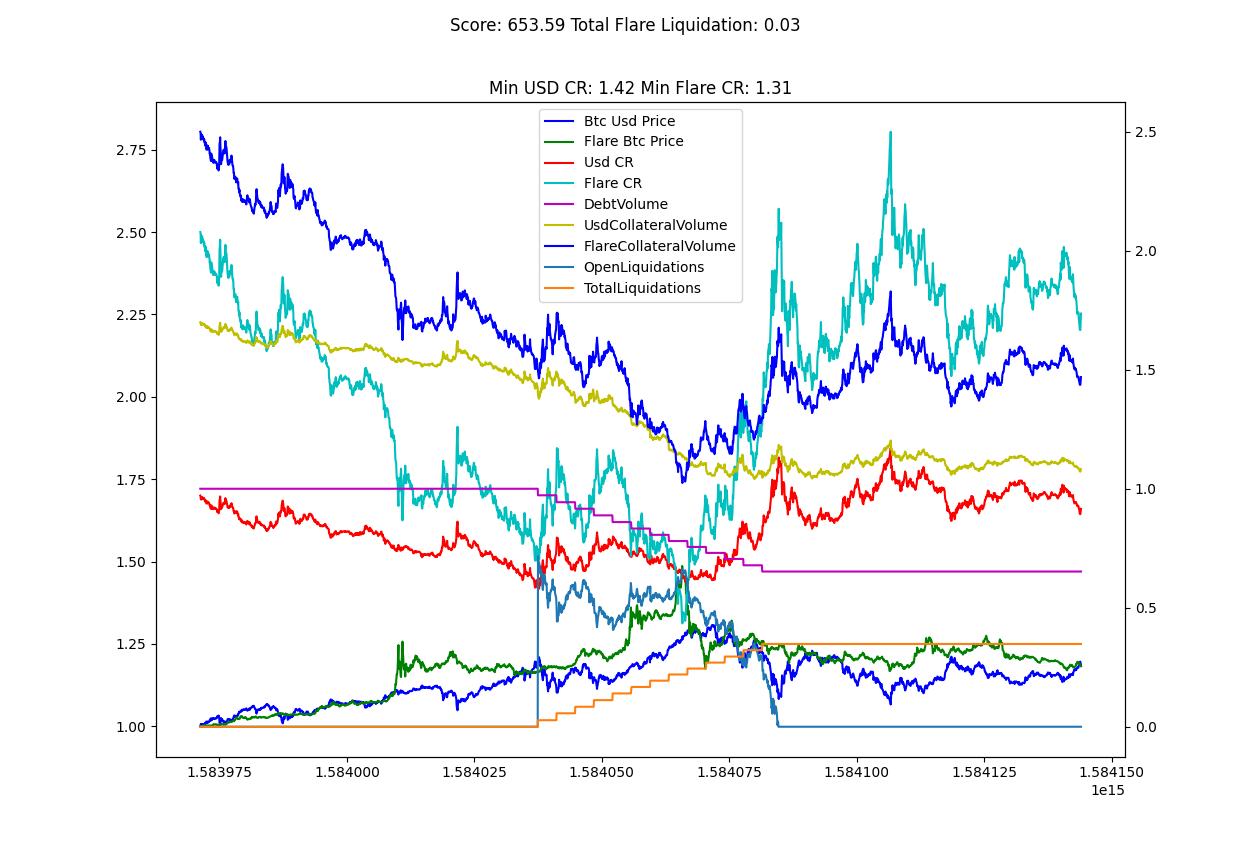 Score: 653.59 Total Flare Liquidation: 0.03
Min USD CR: 1.42 Min Flare CR: 1.31
Btc Usd Price
Flare Btc Price
Usd CR
Flare CR
DebtVolume
UsdCollateralVolume
FlareCollateralVolume
OpenLiquidations
TotalLiquidations
2.75
2.50
2.25
2.00
1.75
1.50
1.25
1.00
2.5
2.0
1.5
1.0
0.5
0.0
1.583975 1.584000 1.584025 1.584050 1.584075 1.584100 1.584125 1.584150
1e15